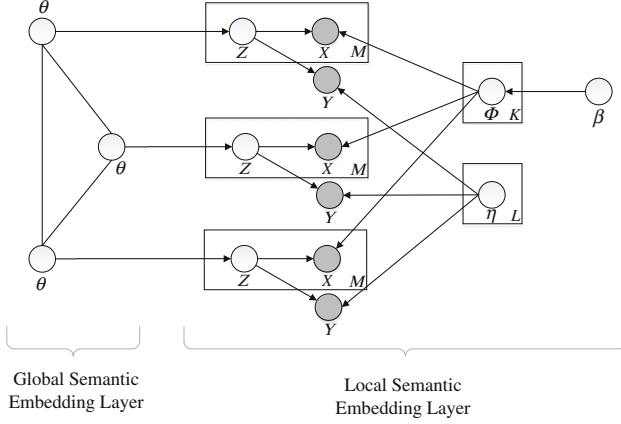 θ
Z X M
Y
Φ K
β
θ
Z X M
Y
η L
θ
Z X M
Y
Global Semantic
Embedding Layer
Local Semantic
Embedding Layer